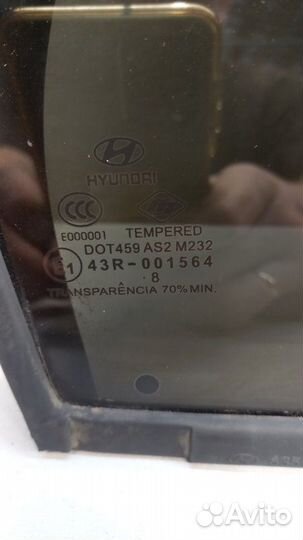 HYUNDAI
E000001 TEMPERED
DOT459 AS2 M232
43R-001564
.8
TRANSPARÊNCIA 70% MIN.
Avito